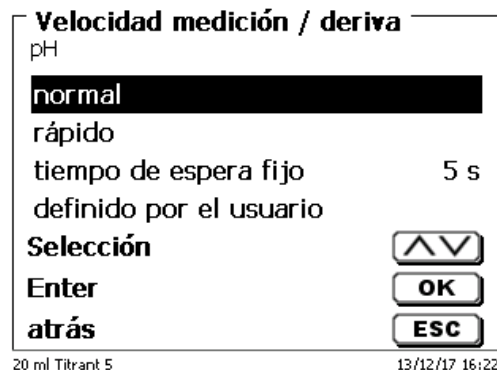 Velocidad medición / deriva
pH
normal
rápido
tiempo de espera fijo 5 s
definido por el usuario
Selección
Enter OK
atrás ESC
20 ml Titrant 5 13/12/17 16:22